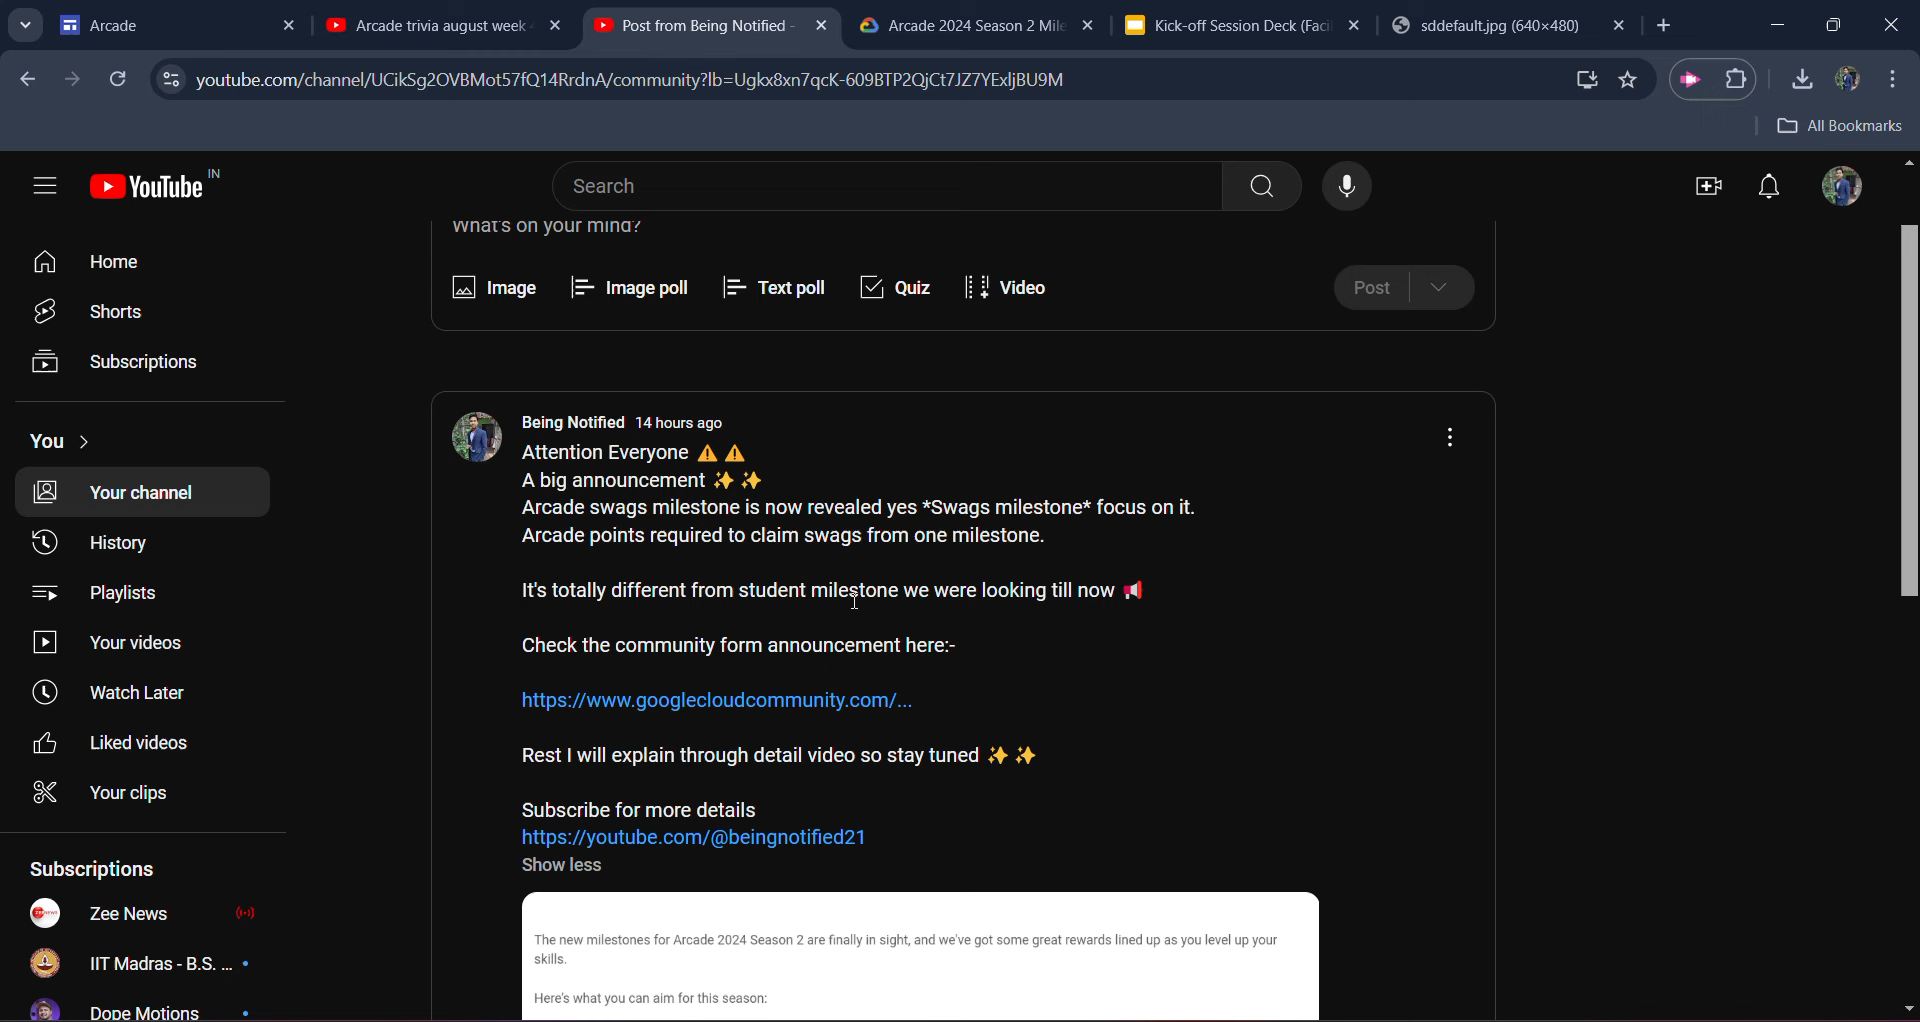 Arcade
Arcade trivia august week 4
Post from Being Notified -
Arcade 2024 Season 2 Mile
Kick-off Session Deck (Faci
sddefault.jpg (640×480)
youtube.com/channel/UCikSg2OVBMot57fQ14RrdnA/community?lb=Ugkx8xn7qcK-609BTP2QjCt7JZ7YExljBU9M
All Bookmarks
YouTube IN
Search
What's on your mind?
Image
Image poll
Text poll
Quiz
Video
Post
Home
Shorts
Subscriptions
You
Your channel
History
Playlists
Your videos
Watch Later
Liked videos
Your clips
Subscriptions
Zee News
IIT Madras - B.S. ...
Dope Motions
Being Notified 14 hours ago
Attention Everyone ⚠️ ⚠️
A big announcement ✨ ✨
Arcade swags milestone is now revealed yes *Swags milestone* focus on it.
Arcade points required to claim swags from one milestone.
It's totally different from student milestone we were looking till now 📢
Check the community form announcement here:-
https://www.googlecloudcommunity.com/...
Rest I will explain through detail video so stay tuned ✨ ✨
Subscribe for more details
https://youtube.com/@beingnotified21
Show less
The new milestones for Arcade 2024 Season 2 are finally in sight, and we've got some great rewards lined up as you level up your
skills.
Here's what you can aim for this season: